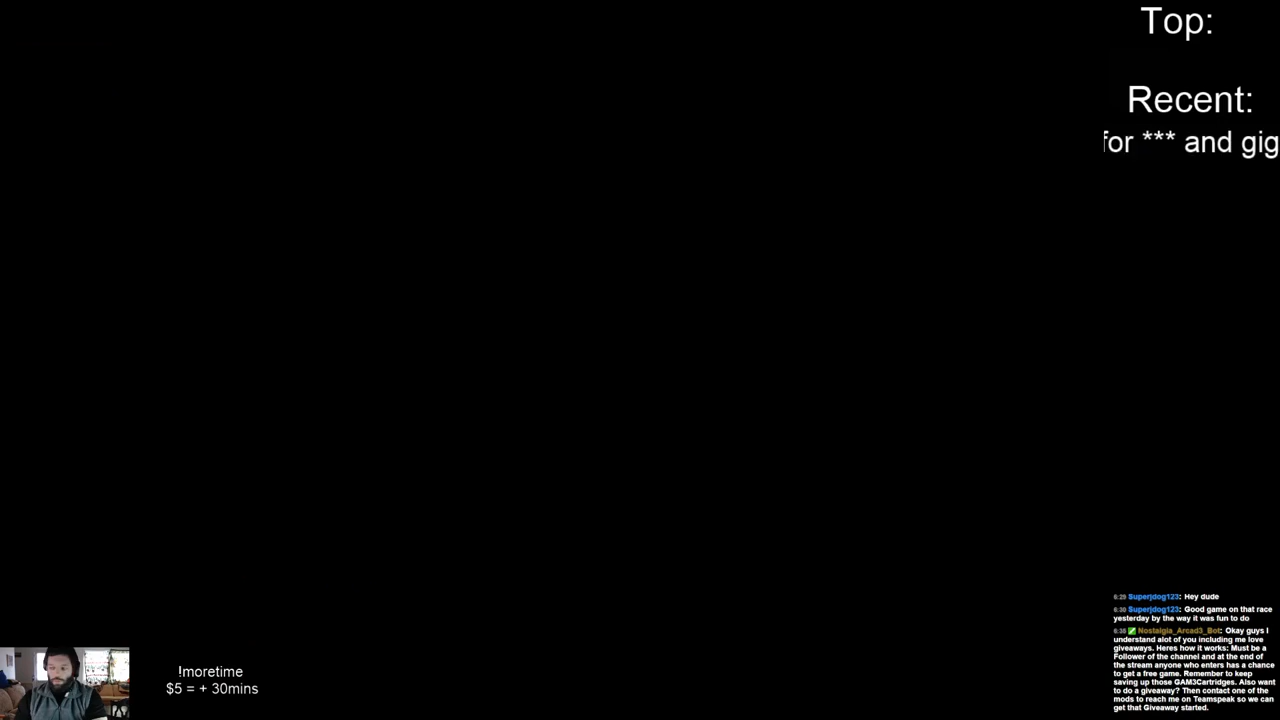 Top:
Recent:
for *** and gig
6:29 Superjdog123: Hey dude
6:30 Superjdog123: Good game on that race
yesterday by the way it was fun to do
6:35 Nostalgia_Arcad3_Bot: Okay guys I
understand alot of you including me love
giveaways. Heres how it works: Must be a
Follower of the channel and at the end of
the stream anyone who enters has a chance
to get a free game. Remember to keep
saving up those GAM3Cartridges. Also want
to do a giveaway? Then contact one of the
mods to reach me on Teamspeak so we can
get that Giveaway started.
!moretime
$5 = + 30mins